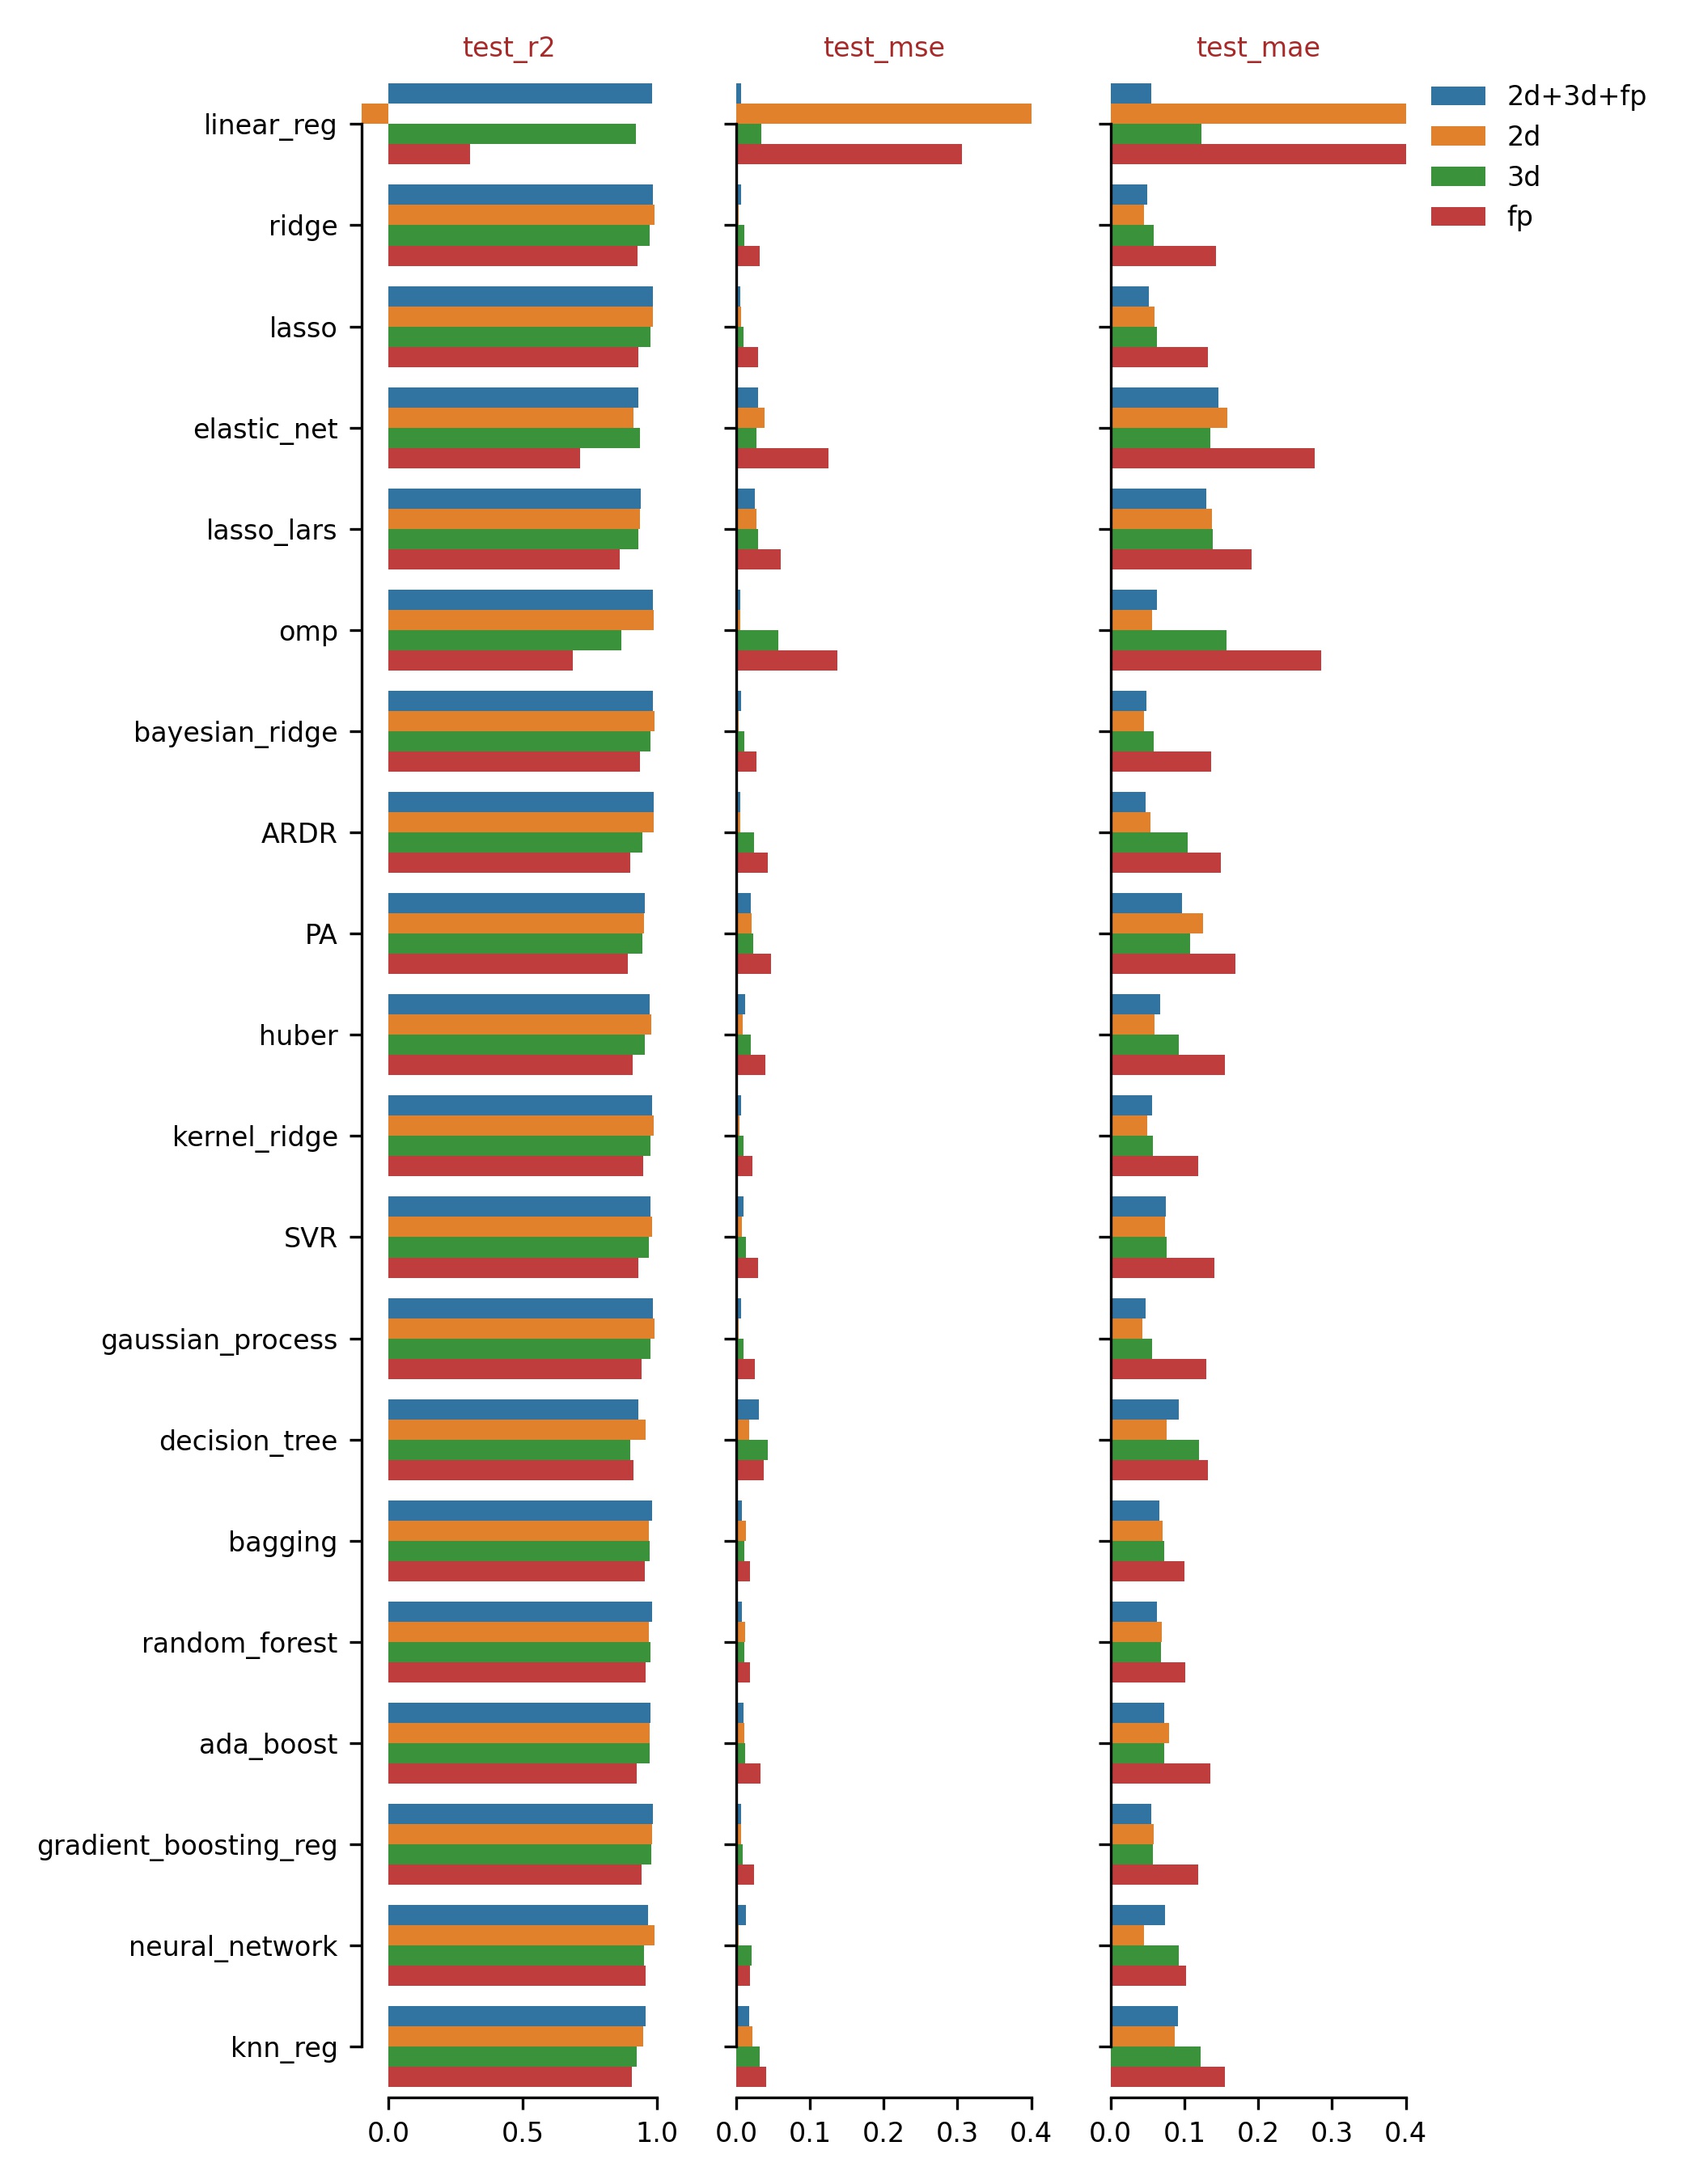 test_r2 test_mse test_mae
2d+3d+fp
2d
3d
fp
linear_reg
ridge
lasso
elastic_net
lasso_lars
omp
bayesian_ridge
ARDR
PA
huber
kernel_ridge
SVR
gaussian_process
decision_tree
bagging
random_forest
ada_boost
gradient_boosting_reg
neural_network
knn_reg
0.0 0.5 1.0 0.0 0.1 0.2 0.3 0.4 0.0 0.1 0.2 0.3 0.4